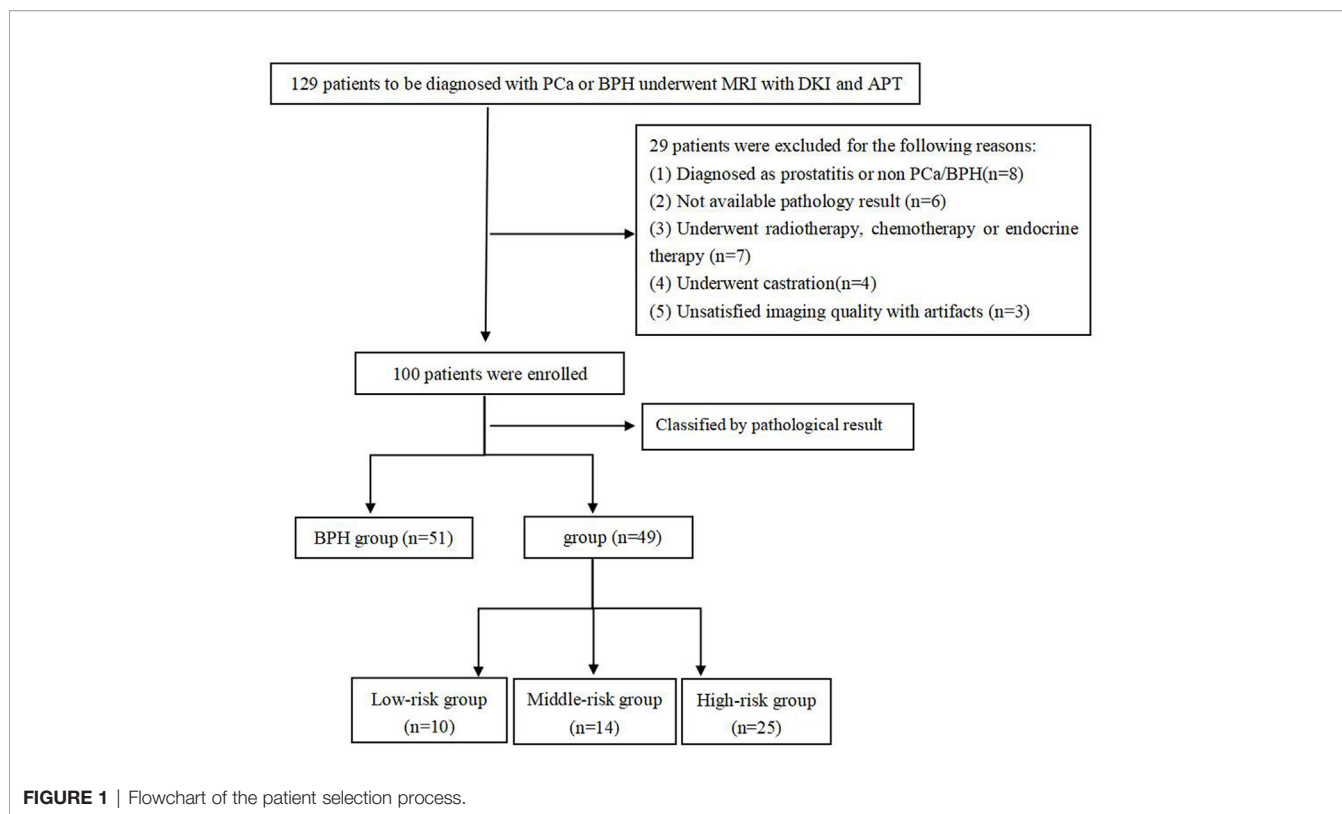 129 patients to be diagnosed with PCa or BPH underwent MRI with DKI and APT
29 patients were excluded for the following reasons:
(1) Diagnosed as prostatitis or non PCa/BPH(n=8)
(2) Not available pathology result (n=6)
(3) Underwent radiotherapy, chemotherapy or endocrine
therapy (n=7)
(4) Underwent castration(n=4)
(5) Unsatisfied imaging quality with artifacts (n=3)
100 patients were enrolled
Classified by pathological result
BPH group (n=51)
group (n=49)
Low-risk group
(n=10)
Middle-risk group
(n=14)
High-risk group
(n=25)
FIGURE 1 | Flowchart of the patient selection process.